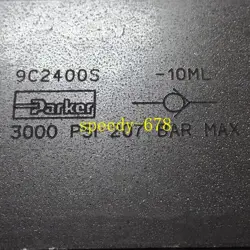 9C2400S -10ML
Parker
3000 PSI 207 BAR MAX
speedy-678